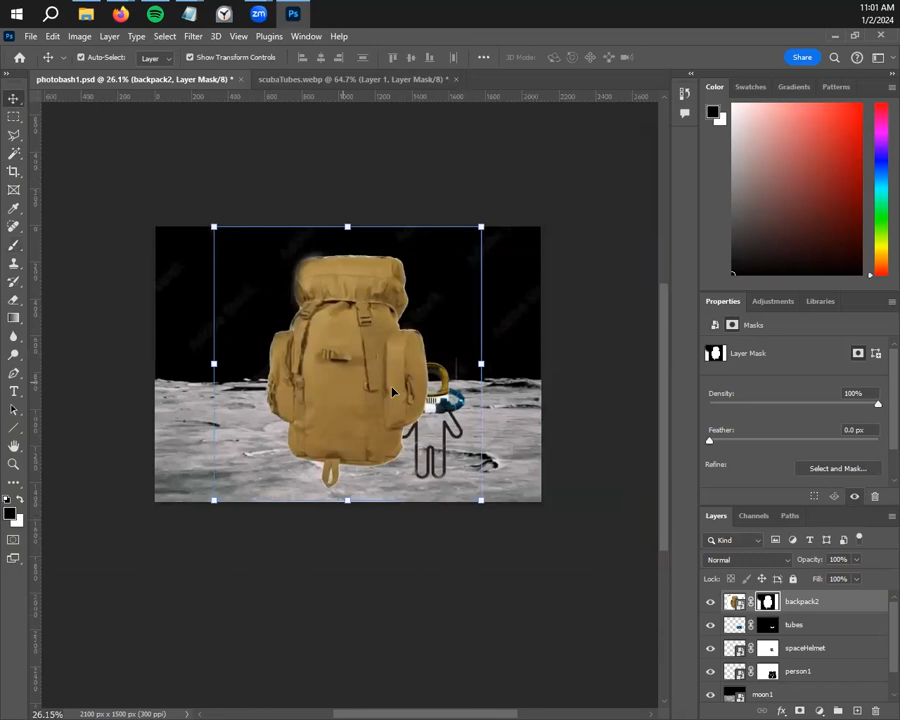 11:01 AM
1/2/2024
File Edit Image Layer Type Select Filter 3D View Plugins Window Help
Auto-Select: Layer Show Transform Controls 3D Mode: Share
photobash1.psd @ 26.1% (backpack2, Layer Mask/8) * scubaTubes.webp @ 64.7% (Layer 1, Layer Mask/8) *
Color Swatches Gradients Patterns
Properties Adjustments Libraries
Masks
Layer Mask
Density: 100%
Feather: 0.0 px
Refine: Select and Mask...
Layers Channels Paths
Kind
Normal Opacity: 100%
Lock: Fill: 100%
backpack2
tubes
spaceHelmet
person1
moon1
26.15% 2100 px x 1500 px (300 ppi)